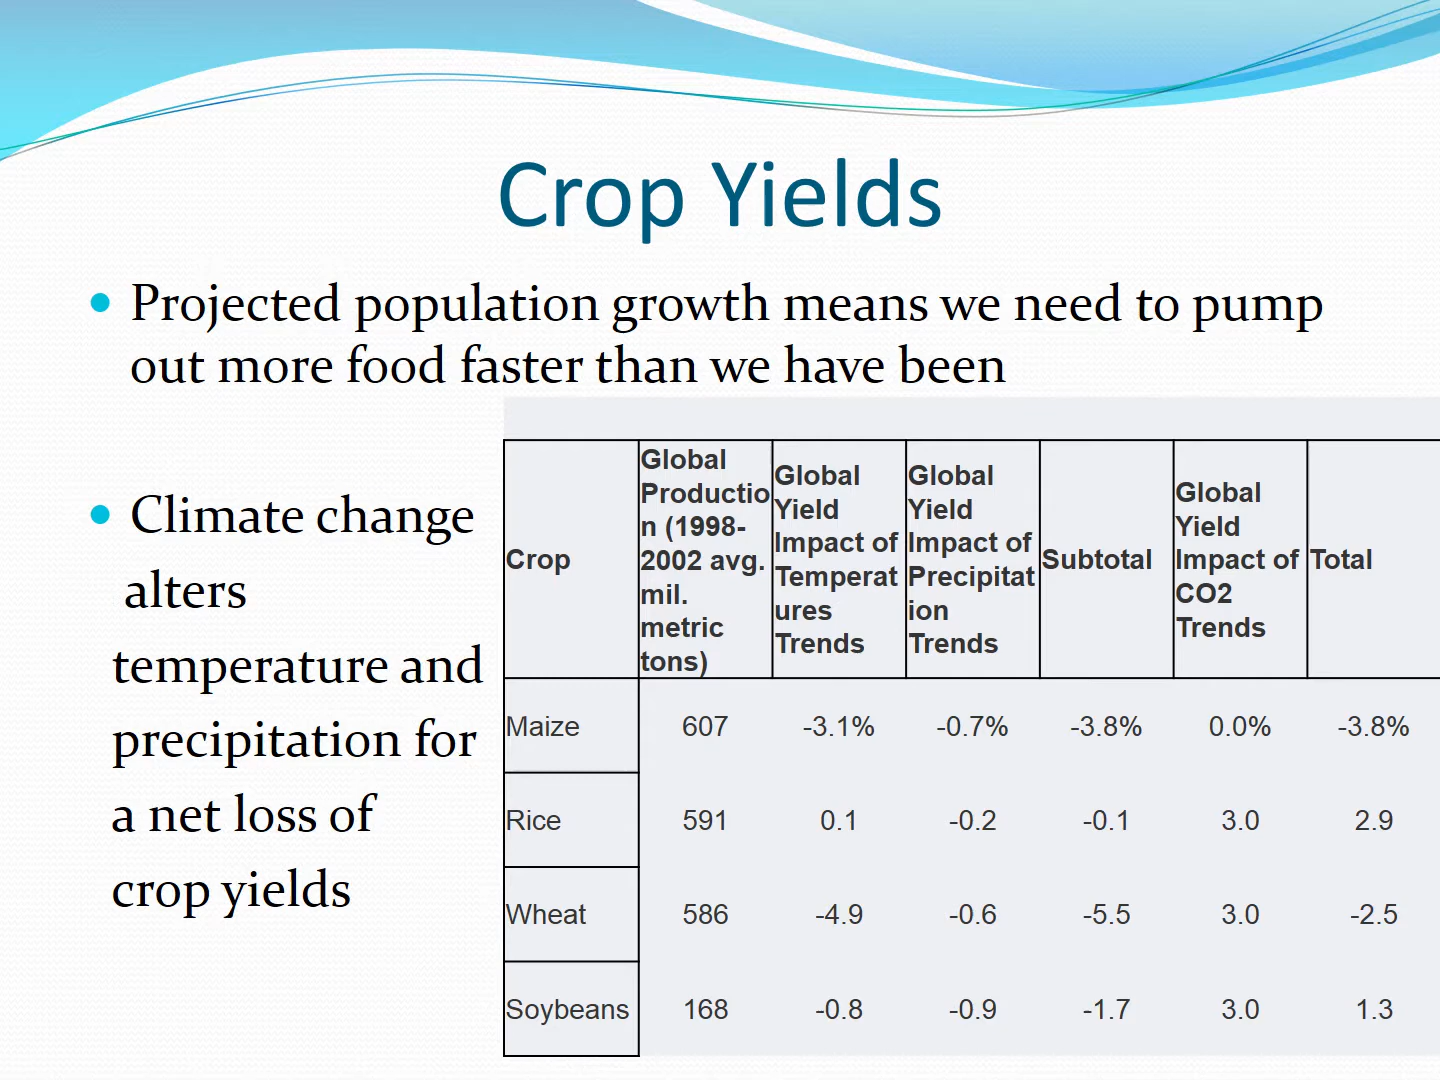 Crop Yields
Projected population growth means we need to pump
out more food faster than we have been
Climate change
alters
temperature and
precipitation for
a net loss of
crop yields
Crop
Global
Productio
n (1998-
2002 avg.
mil.
metric
tons)
Global
Yield
Impact of
Temperat
ures
Trends
Global
Yield
Impact of
Precipitat
ion
Trends
Subtotal
Global
Yield
Impact of
CO2
Trends
Total
Maize 607 -3.1% -0.7% -3.8% 0.0% -3.8%
Rice 591 0.1 -0.2 -0.1 3.0 2.9
Wheat 586 -4.9 -0.6 -5.5 3.0 -2.5
Soybeans 168 -0.8 -0.9 -1.7 3.0 1.3